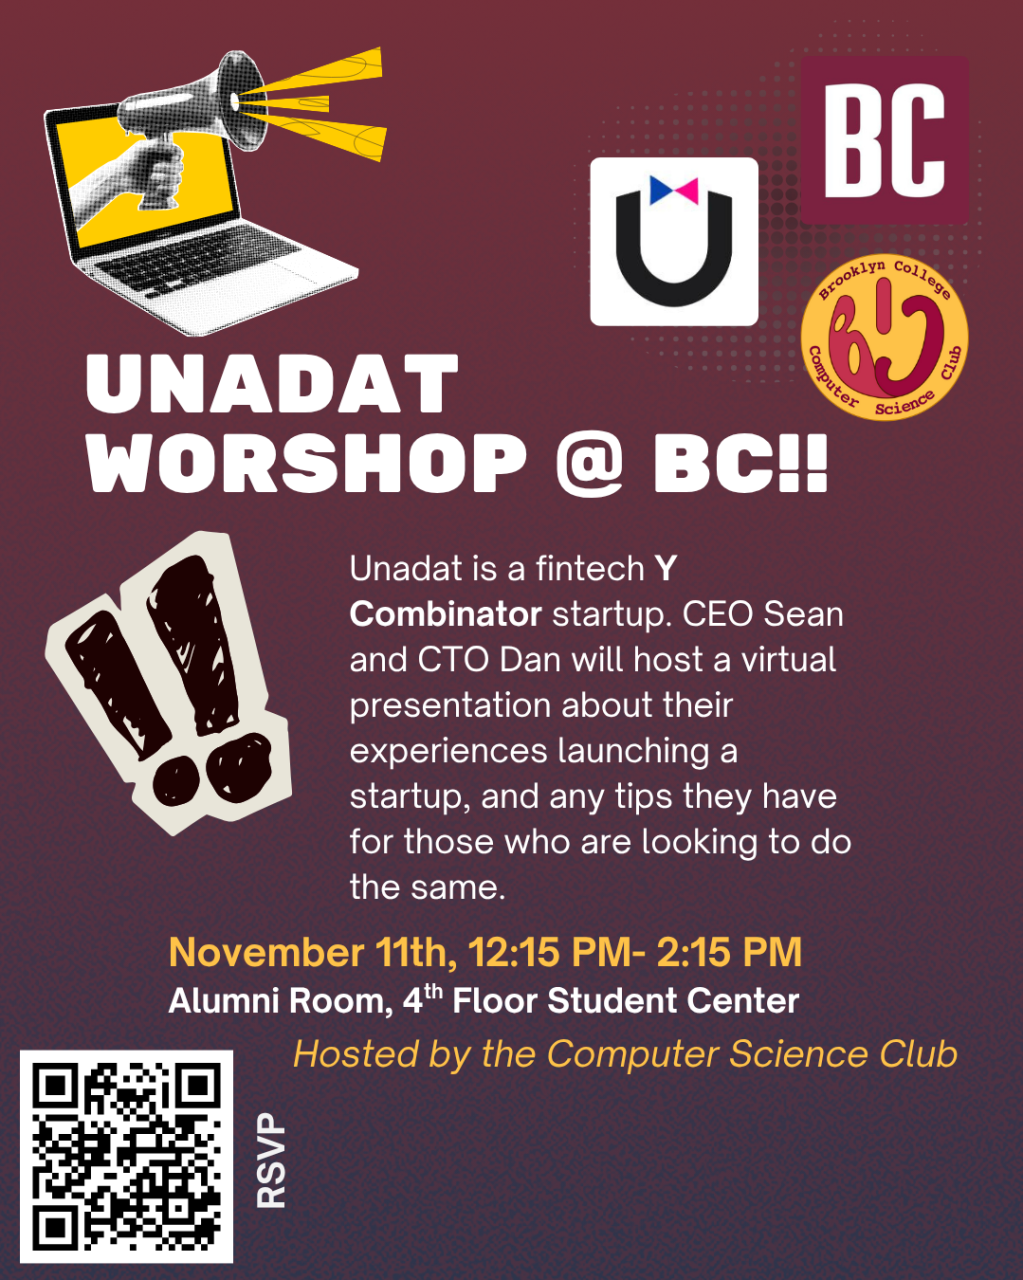 BC
Brooklyn College
Computer Science Club
UNADAT
WORSHOP @ BC!!
Unadat is a fintech Y
Combinator startup. CEO Sean
and CTO Dan will host a virtual
presentation about their
experiences launching a
startup, and any tips they have
for those who are looking to do
the same.
November 11th, 12:15 PM- 2:15 PM
Alumni Room, 4th Floor Student Center
Hosted by the Computer Science Club
RSVP